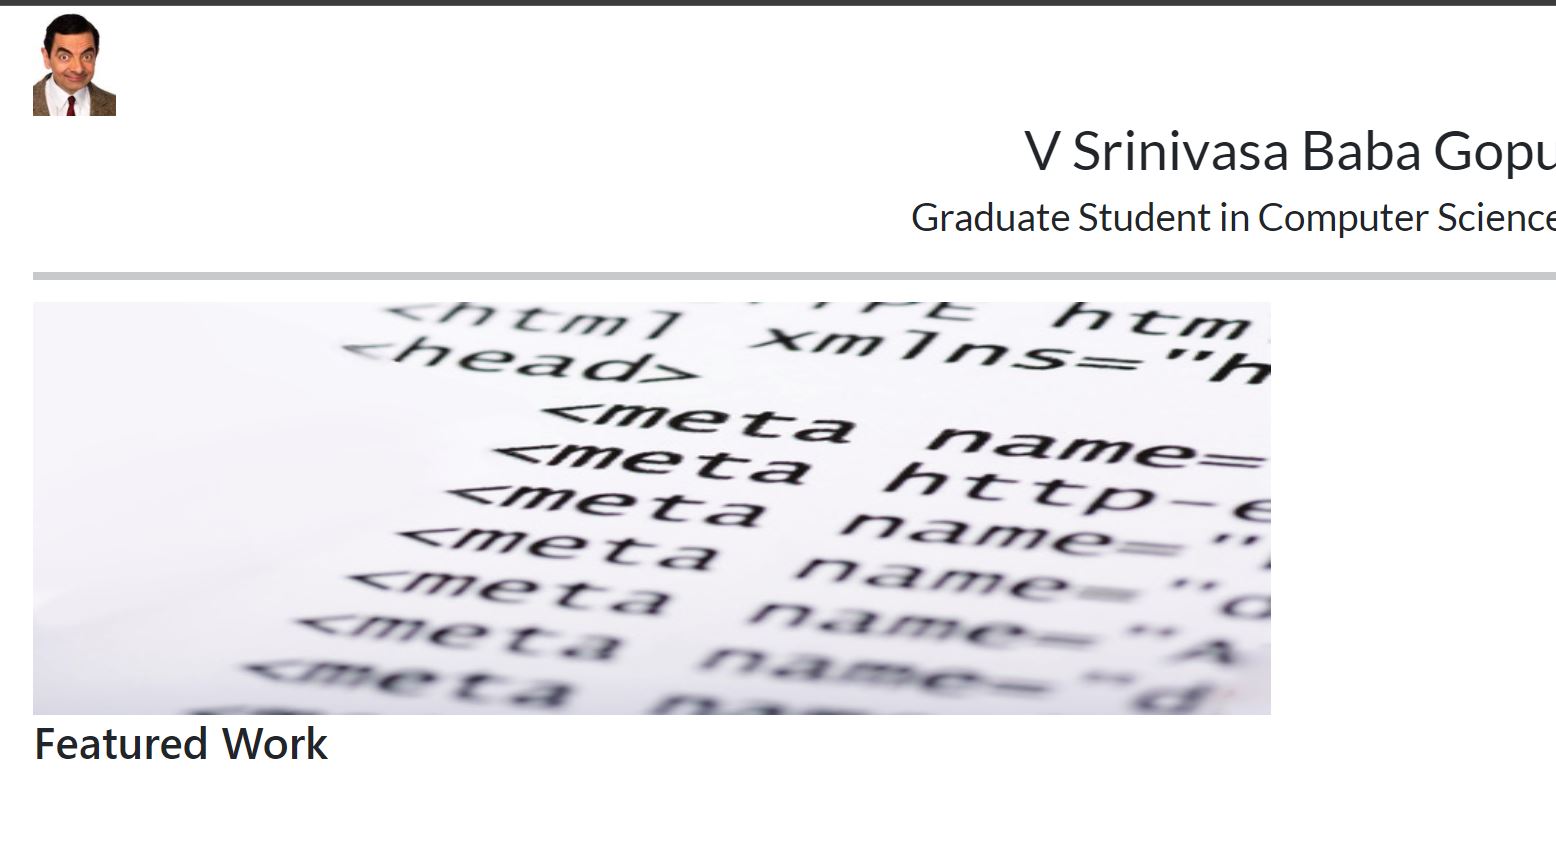 V Srinivasa Baba Gopu
Graduate Student in Computer Science
<html xmlns="h
<head>
<meta name=
<meta http-e
<meta name="
<meta name="d
<meta name="A
<meta name="d
<meta
Featured Work